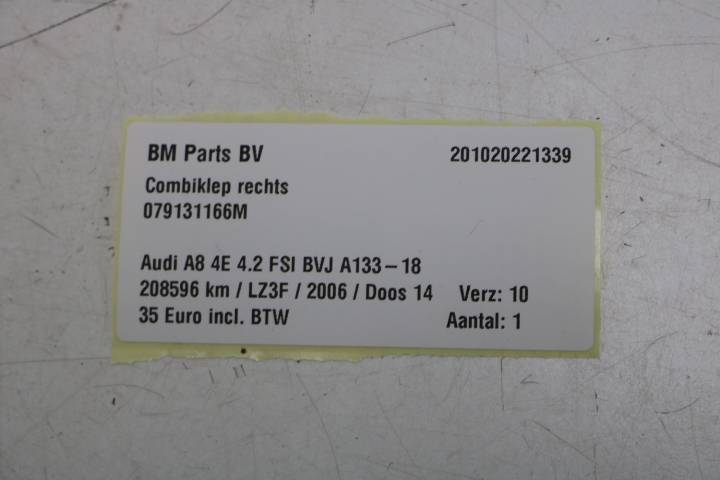 BM Parts BV 201020221339
Combiklep rechts
079131166M
Audi A8 4E 4.2 FSI BVJ A133-18
208596 km / LZ3F / 2006 / Doos 14 Verz: 10
35 Euro incl. BTW Aantal: 1